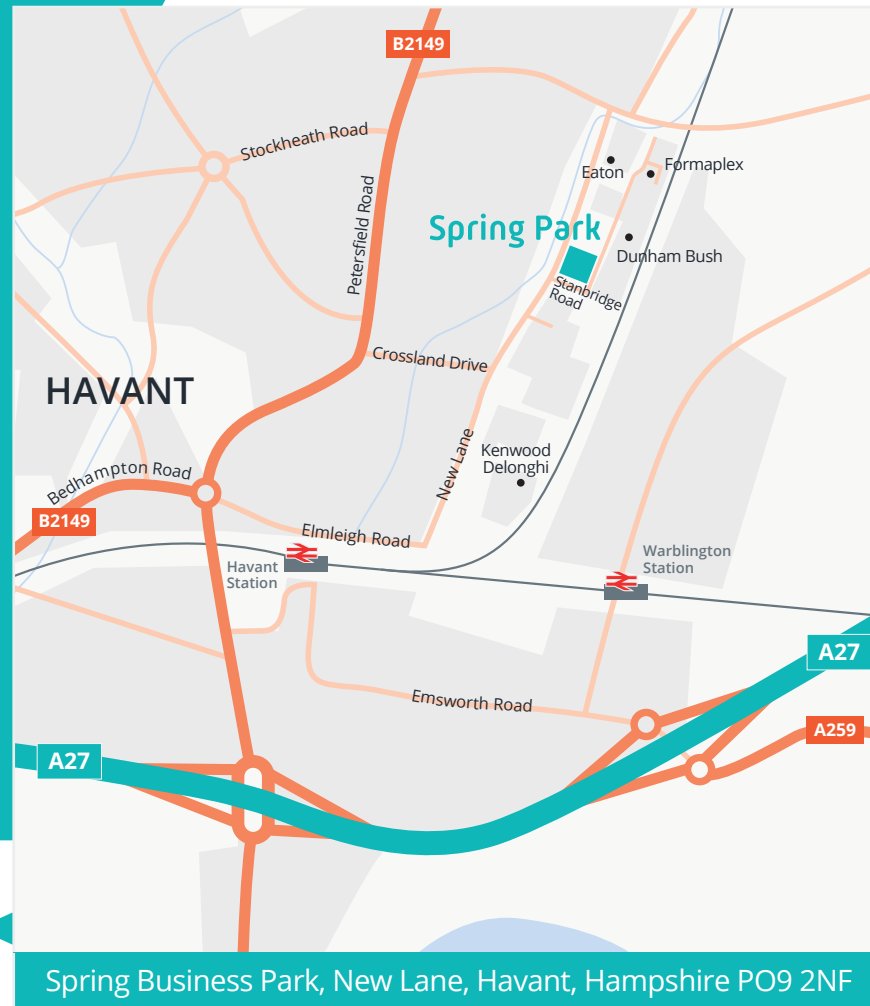 B2149
Stockheath Road
Petersfield Road
Eaton
Formaplex
Spring Park
Dunham Bush
Stanbridge
Road
Crossland Drive
HAVANT
New Lane
Kenwood
Delonghi
Bedhampton Road
B2149
Elmleigh Road
Havant
Station
Warblington
Station
A27
Emsworth Road
A259
A27
Spring Business Park, New Lane, Havant, Hampshire PO9 2NF